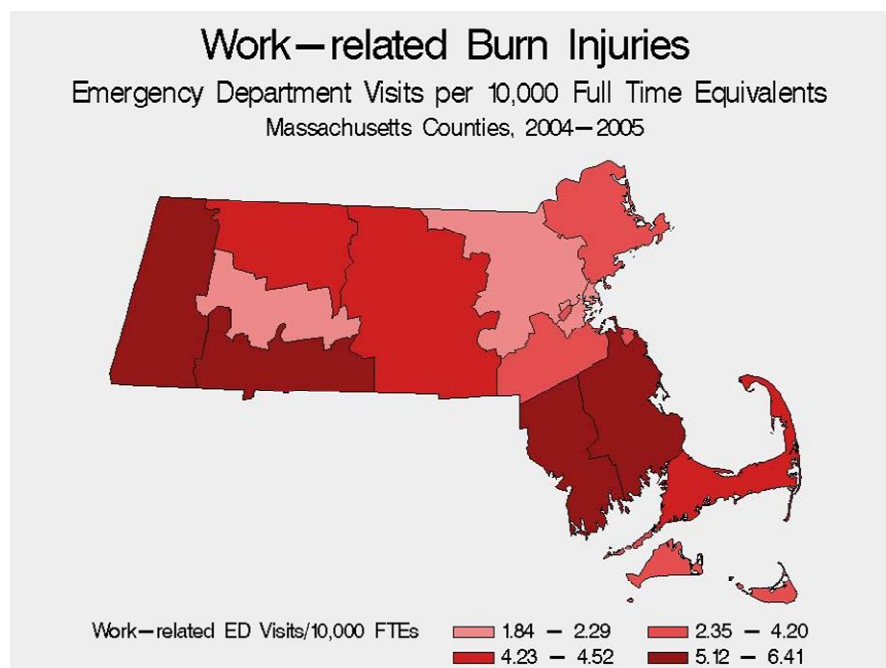 Work—related Burn Injuries
Emergency Department Visits per 10,000 Full Time Equivalents
Massachusetts Counties, 2004—2005
Work—related ED Visits/10,000 FTEs 1.84 — 2.29 2.35 — 4.20
4.23 — 4.52 5.12 — 6.41